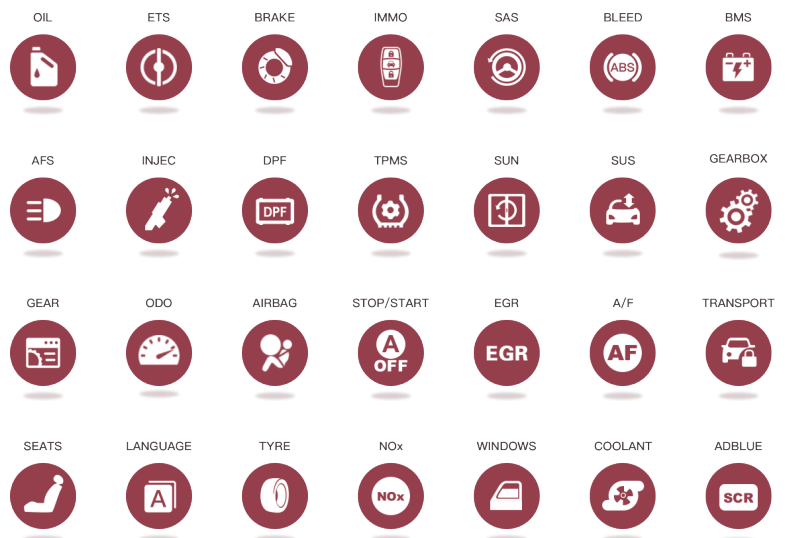 OIL ETS BRAKE IMMO SAS BLEED BMS
ABS
AFS INJEC DPF TPMS SUN SUS GEARBOX
DPF
GEAR ODO AIRBAG STOP/START EGR A/F TRANSPORT
A
OFF
EGR
AF
SEATS LANGUAGE TYRE NOx WINDOWS COOLANT ADBLUE
A
NOx
SCR